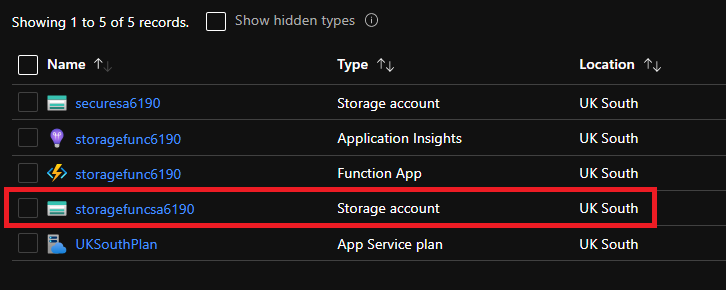 Showing 1 to 5 of 5 records. Show hidden types
Name Type Location
securesa6190 Storage account UK South
storagefunc6190 Application Insights UK South
storagefunc6190 Function App UK South
storagefuncsa6190 Storage account UK South
UKSouthPlan App Service plan UK South